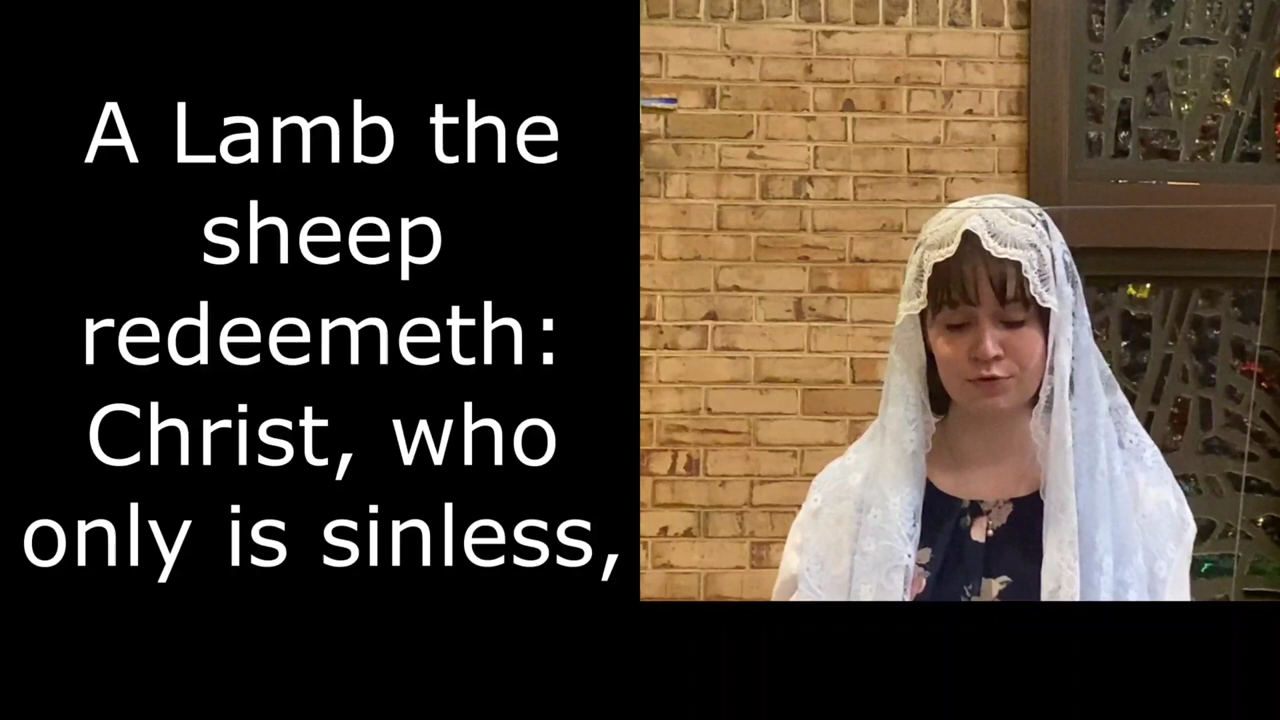 A Lamb the
sheep
redeemeth:
Christ, who
only is sinless,